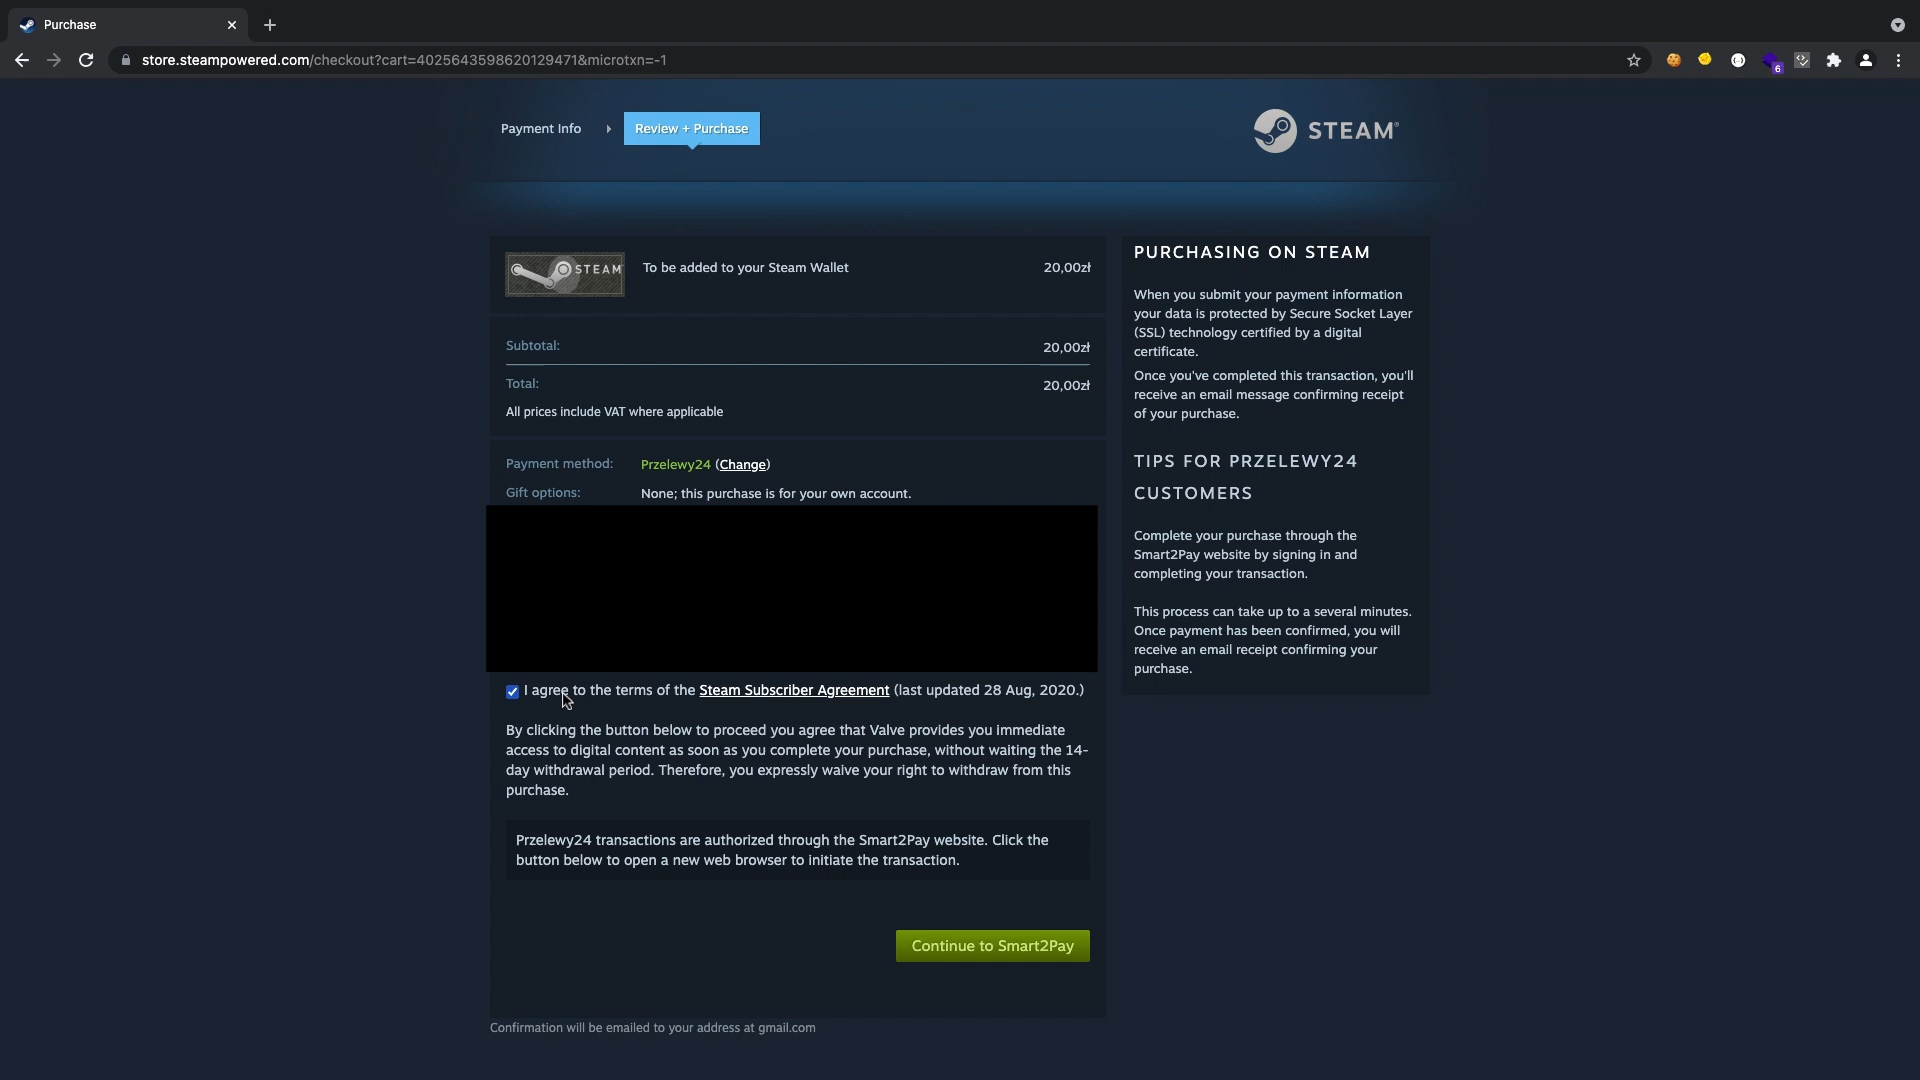 Purchase
store.steampowered.com/checkout?cart=4025643598620129471&microtxn=-1
6
Payment Info
Review + Purchase
STEAM®
STEAM
To be added to your Steam Wallet
20,00zł
Subtotal:
20,00zł
Total:
20,00zł
All prices include VAT where applicable
Payment method:
Przelewy24 (Change)
Gift options:
None; this purchase is for your own account.
I agree to the terms of the Steam Subscriber Agreement (last updated 28 Aug, 2020.)
By clicking the button below to proceed you agree that Valve provides you immediate
access to digital content as soon as you complete your purchase, without waiting the 14-
day withdrawal period. Therefore, you expressly waive your right to withdraw from this
purchase.
Przelewy24 transactions are authorized through the Smart2Pay website. Click the
button below to open a new web browser to initiate the transaction.
Continue to Smart2Pay
Confirmation will be emailed to your address at gmail.com
PURCHASING ON STEAM
When you submit your payment information
your data is protected by Secure Socket Layer
(SSL) technology certified by a digital
certificate.
Once you've completed this transaction, you'll
receive an email message confirming receipt
of your purchase.
TIPS FOR PRZELEWY24
CUSTOMERS
Complete your purchase through the
Smart2Pay website by signing in and
completing your transaction.
This process can take up to a several minutes.
Once payment has been confirmed, you will
receive an email receipt confirming your
purchase.